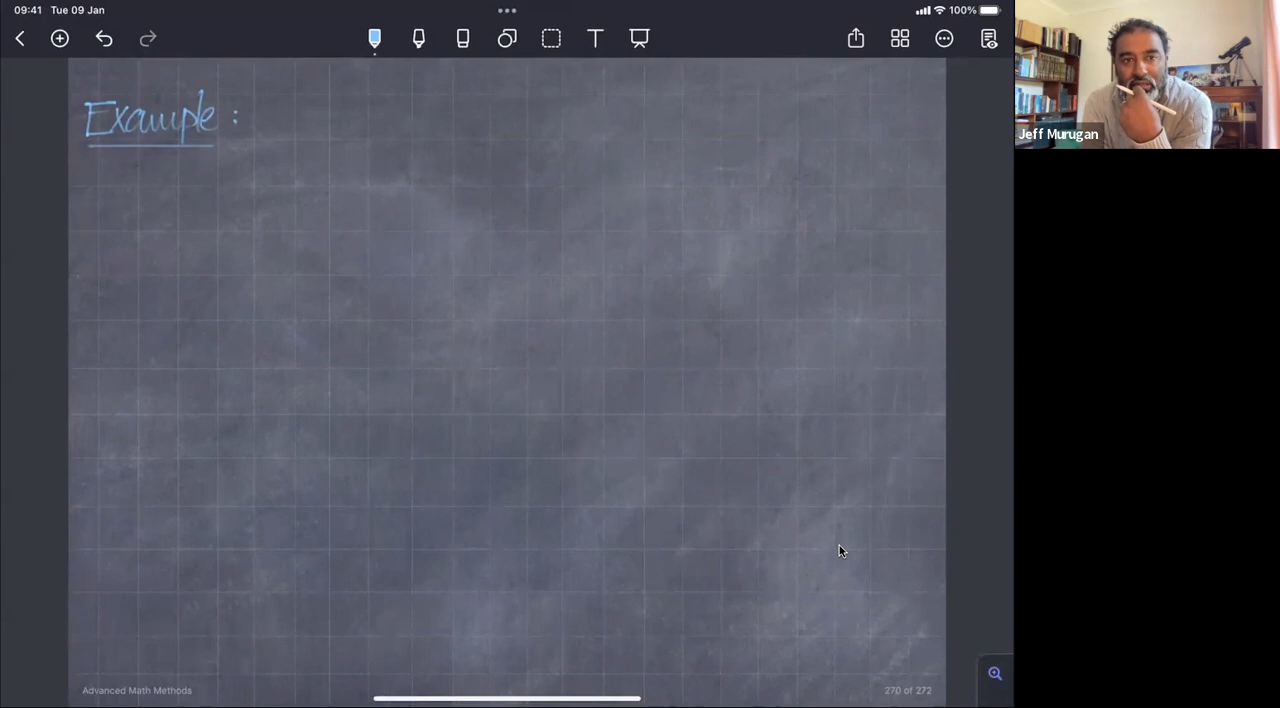 09:41 Tue 09 Jan
100%
T
Example :
Jeff Murugan
Advanced Math Methods
270 of 272